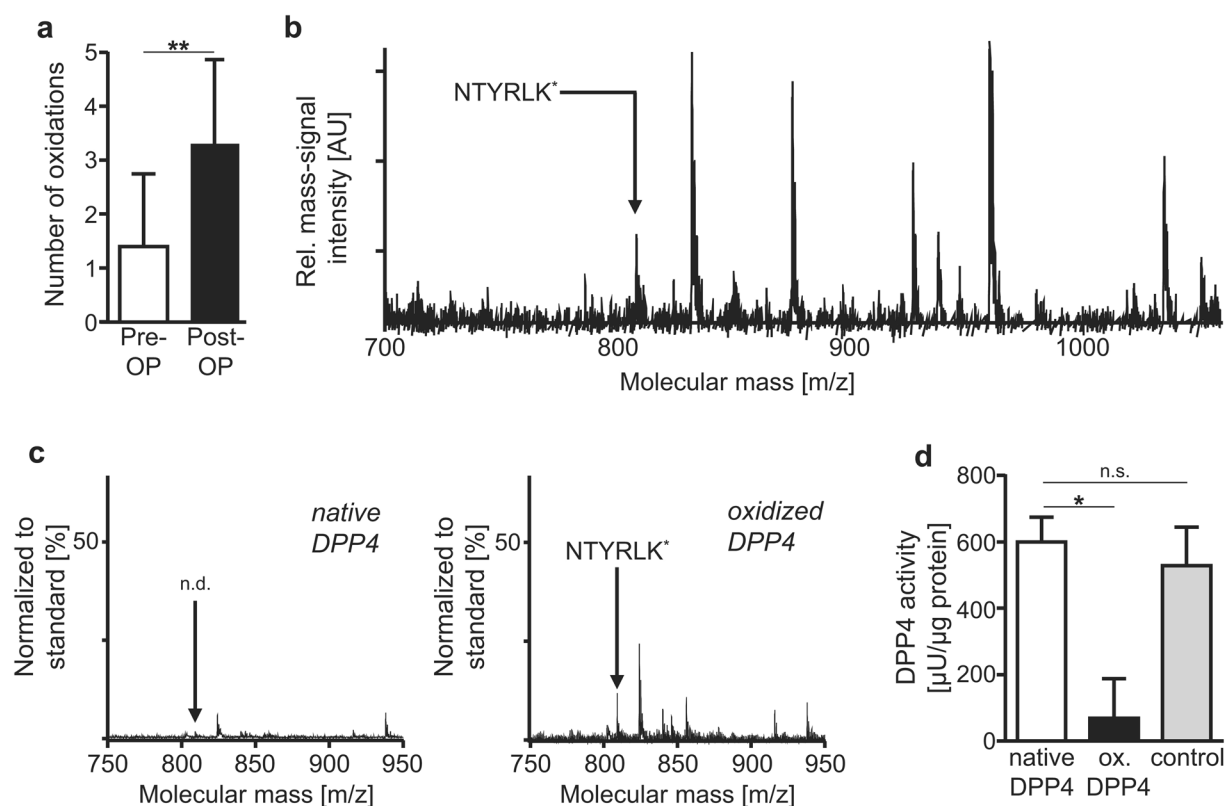 a
Number of oxidations
5
4
3
2
1
0
**
Pre-
OP
Post-
OP
b
Rel. mass-signal
intensity [AU]
NTYRLK*
700
800
900
1000
Molecular mass [m/z]
c
Normalized to
standard [%]
50
native
DPP4
n.d.
750
800
850
900
950
Molecular mass [m/z]
Normalized to
standard [%]
50
oxidized
DPP4
NTYRLK*
750
800
850
900
950
Molecular mass [m/z]
d
DPP4 activity
[µU/µg protein]
800
600
400
200
0
n.s.
*
native
DPP4
ox.
DPP4
control